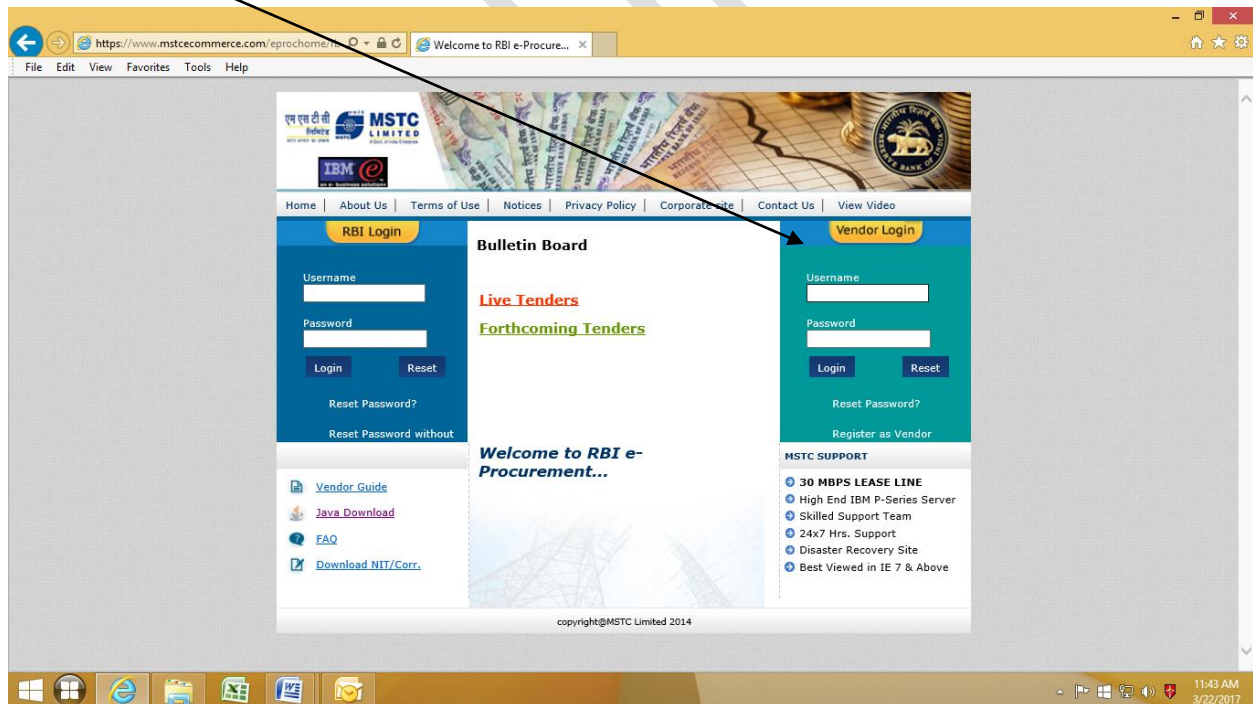 https://www.mstcecommerce.com/eprochome/
Welcome to RBI e-Procure...
File Edit View Favorites Tools Help
एम एस टी सी
लिमिटेड
MSTC
LIMITED
IBM
Home | About Us | Terms of Use | Notices | Privacy Policy | Corporate site | Contact Us | View Video
RBI Login
Username
Password
Login Reset
Reset Password?
Reset Password without
Bulletin Board
Live Tenders
Forthcoming Tenders
Vendor Login
Username
Password
Login Reset
Reset Password?
Register as Vendor
Vendor Guide
Java Download
FAQ
Download NIT/Corr.
Welcome to RBI e-
Procurement...
MSTC SUPPORT
30 MBPS LEASE LINE
High End IBM P-Series Server
Skilled Support Team
24x7 Hrs. Support
Disaster Recovery Site
Best Viewed in IE 7 & Above
copyright@MSTC Limited 2014
11:43 AM
3/22/2017